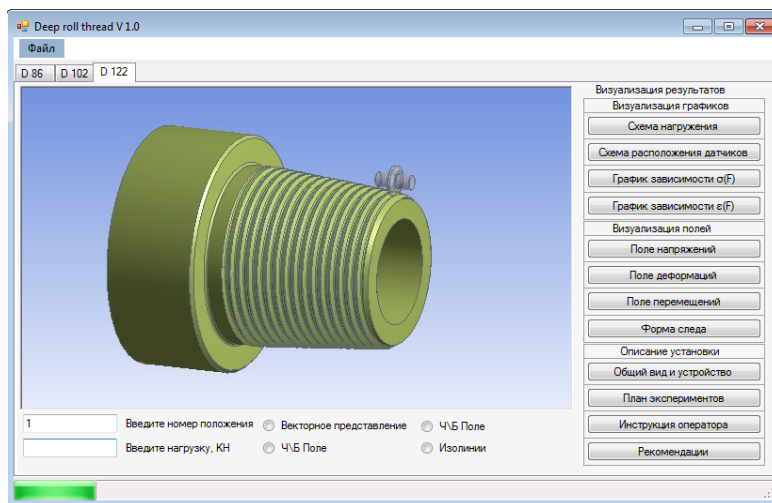 Deep roll thread V 1.0
Файл
D 86 D 102 D 122
Визуализация результатов
Визуализация графиков
Схема нагружения
Схема расположения датчиков
График зависимости σ(F)
График зависимости ε(F)
Визуализация полей
Поле напряжений
Поле деформаций
Поле перемещений
Форма следа
Описание установки
Общий вид и устройство
План экспериментов
Инструкция оператора
Рекомендации
1 Введите номер положения Векторное представление Ч\Б Поле
Введите нагрузку, КН Ч\Б Поле Изолинии